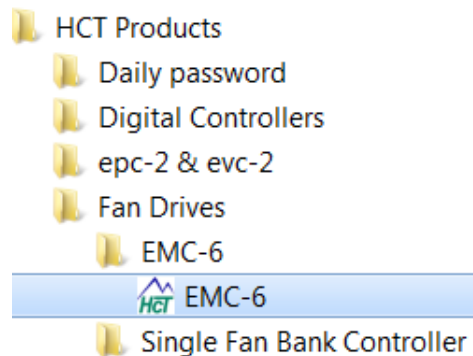 HCT Products
Daily password
Digital Controllers
epc-2 & evc-2
Fan Drives
EMC-6
HCT EMC-6
Single Fan Bank Controller